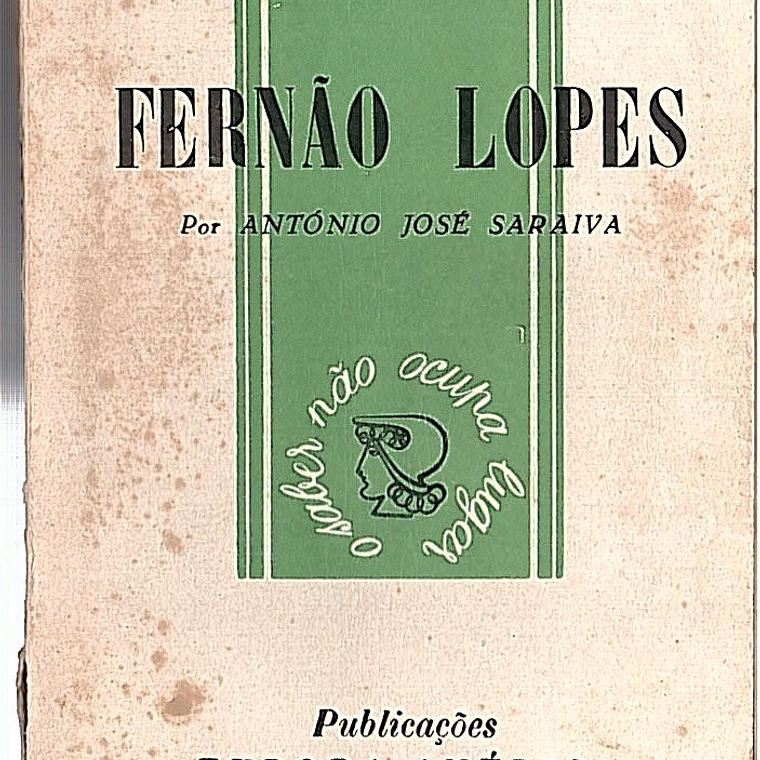 FERNÃO LOPES
Por ANTÓNIO JOSÉ SARAIVA
o saber não ocupa lugar
Publicações